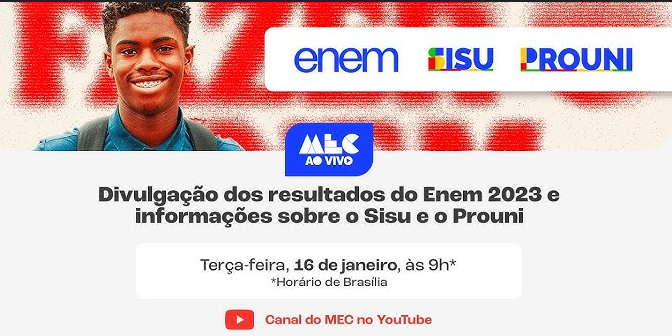 enem SISU PROUNI
MEC
AO VIVO
Divulgação dos resultados do Enem 2023 e
informações sobre o Sisu e o Prouni
Terça-feira, 16 de janeiro, às 9h*
*Horário de Brasília
Canal do MEC no YouTube